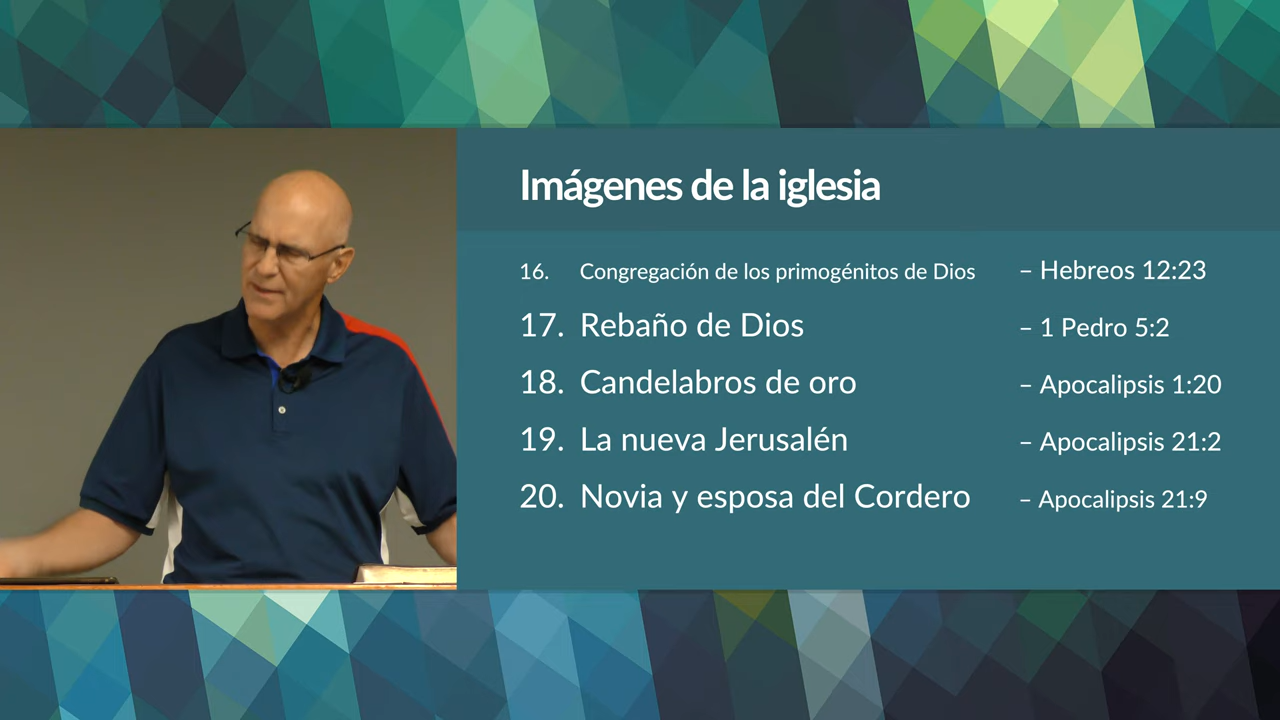 Imágenes de la iglesia
16. Congregación de los primogénitos de Dios – Hebreos 12:23
17. Rebaño de Dios – 1 Pedro 5:2
18. Candelabros de oro – Apocalipsis 1:20
19. La nueva Jerusalén – Apocalipsis 21:2
20. Novia y esposa del Cordero – Apocalipsis 21:9